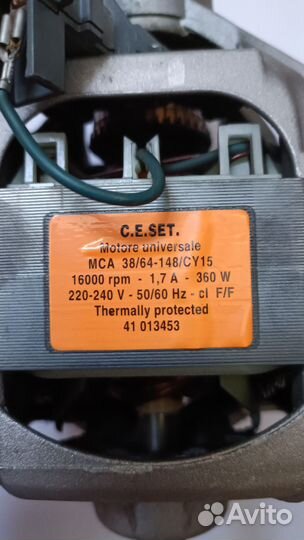 C.E.SET.
Motore universale
MCA 38/64-148/CY15
16000 rpm - 1,7 A - 360 W
220-240 V - 50/60 Hz - cl F/F
Thermally protected
41 013453
Avito